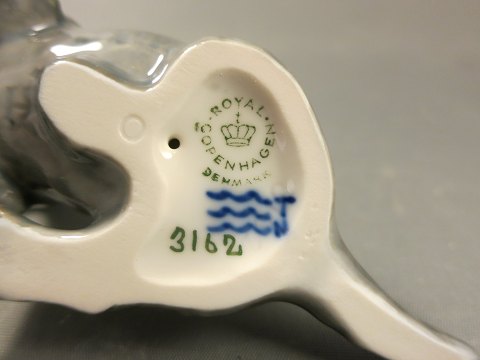 ROYAL
COPENHAGEN
DENMARK
3162